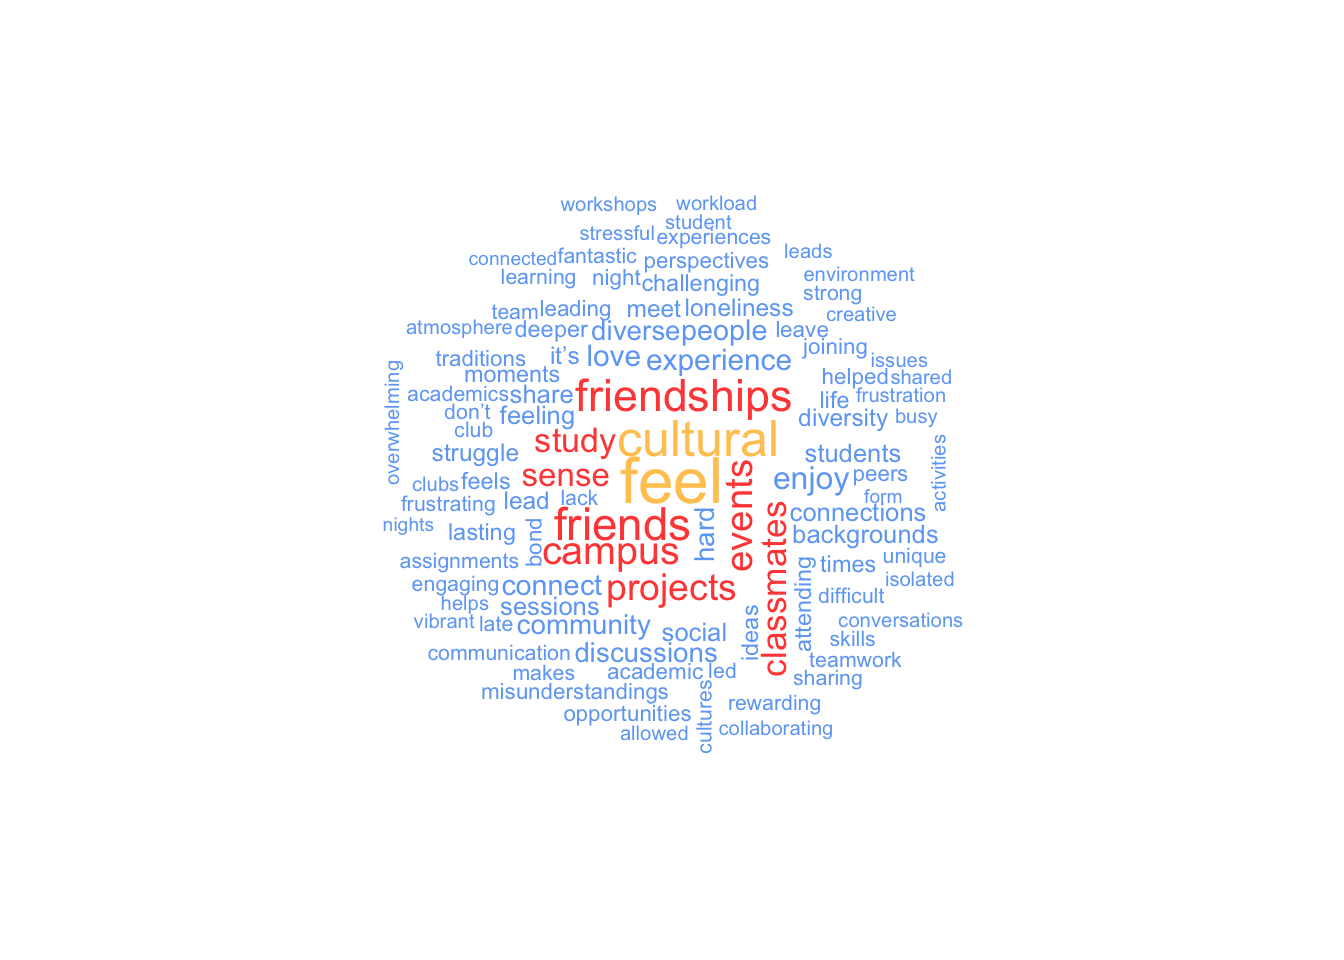 workshops workload
student
stressful experiences
connected fantastic perspectives leads
learning night challenging environment
strong
team leading meet loneliness creative
atmosphere deeper diverse people leave
traditions it’s love experience joining issues
moments helped shared
overwhelming academics share friendships life frustration
don’t feeling diversity busy
club study cultural
struggle students
sense feel events enjoy peers activities
clubs feels
frustrating lead lack form
nights lasting bond friends hard classmates connections
backgrounds
assignments campus attending times unique
engaging connect projects isolated
helps sessions difficult
vibrant late community social ideas conversations
skills
communication discussions teamwork
makes academic led sharing
misunderstandings cultures rewarding
opportunities
allowed collaborating